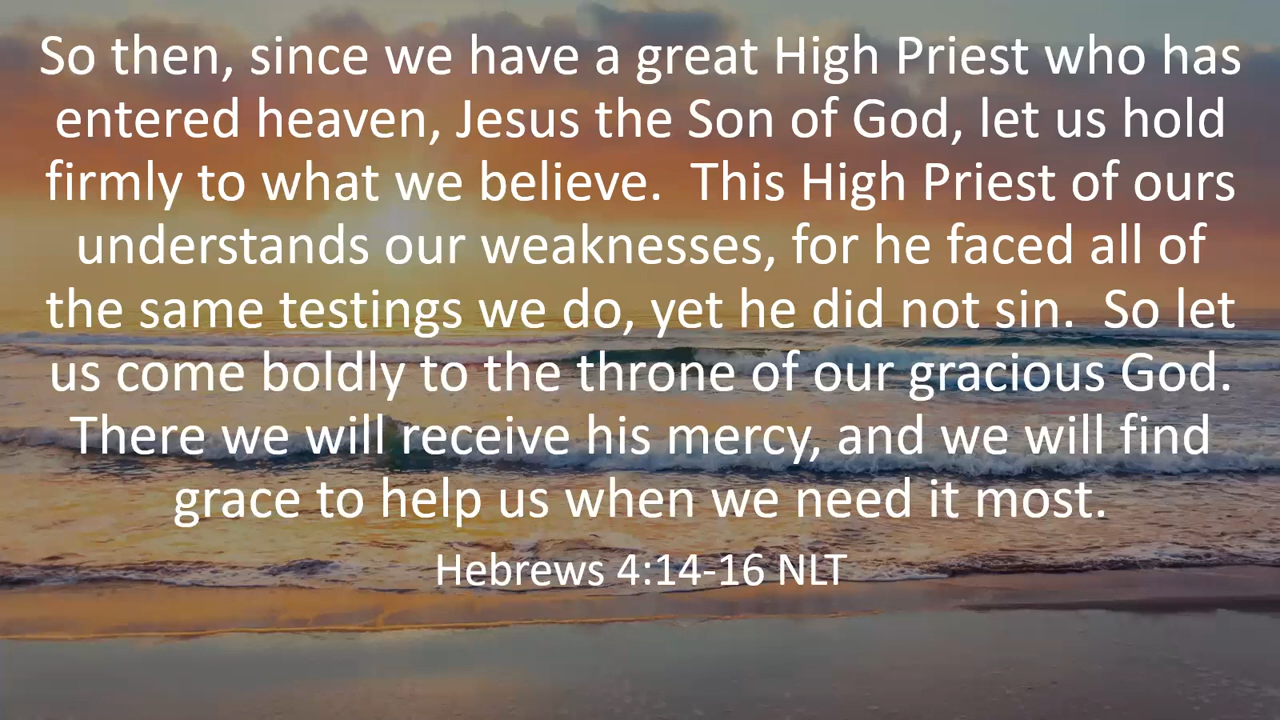 So then, since we have a great High Priest who has
entered heaven, Jesus the Son of God, let us hold
firmly to what we believe.  This High Priest of ours
understands our weaknesses, for he faced all of
the same testings we do, yet he did not sin.  So let
us come boldly to the throne of our gracious God.
There we will receive his mercy, and we will find
grace to help us when we need it most.
Hebrews 4:14-16 NLT